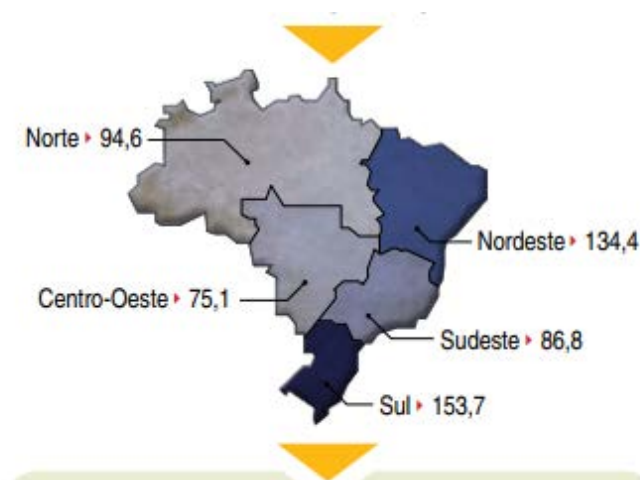 Norte ▸ 94,6
Nordeste ▸ 134,4
Centro-Oeste ▸ 75,1
Sudeste ▸ 86,8
Sul ▸ 153,7